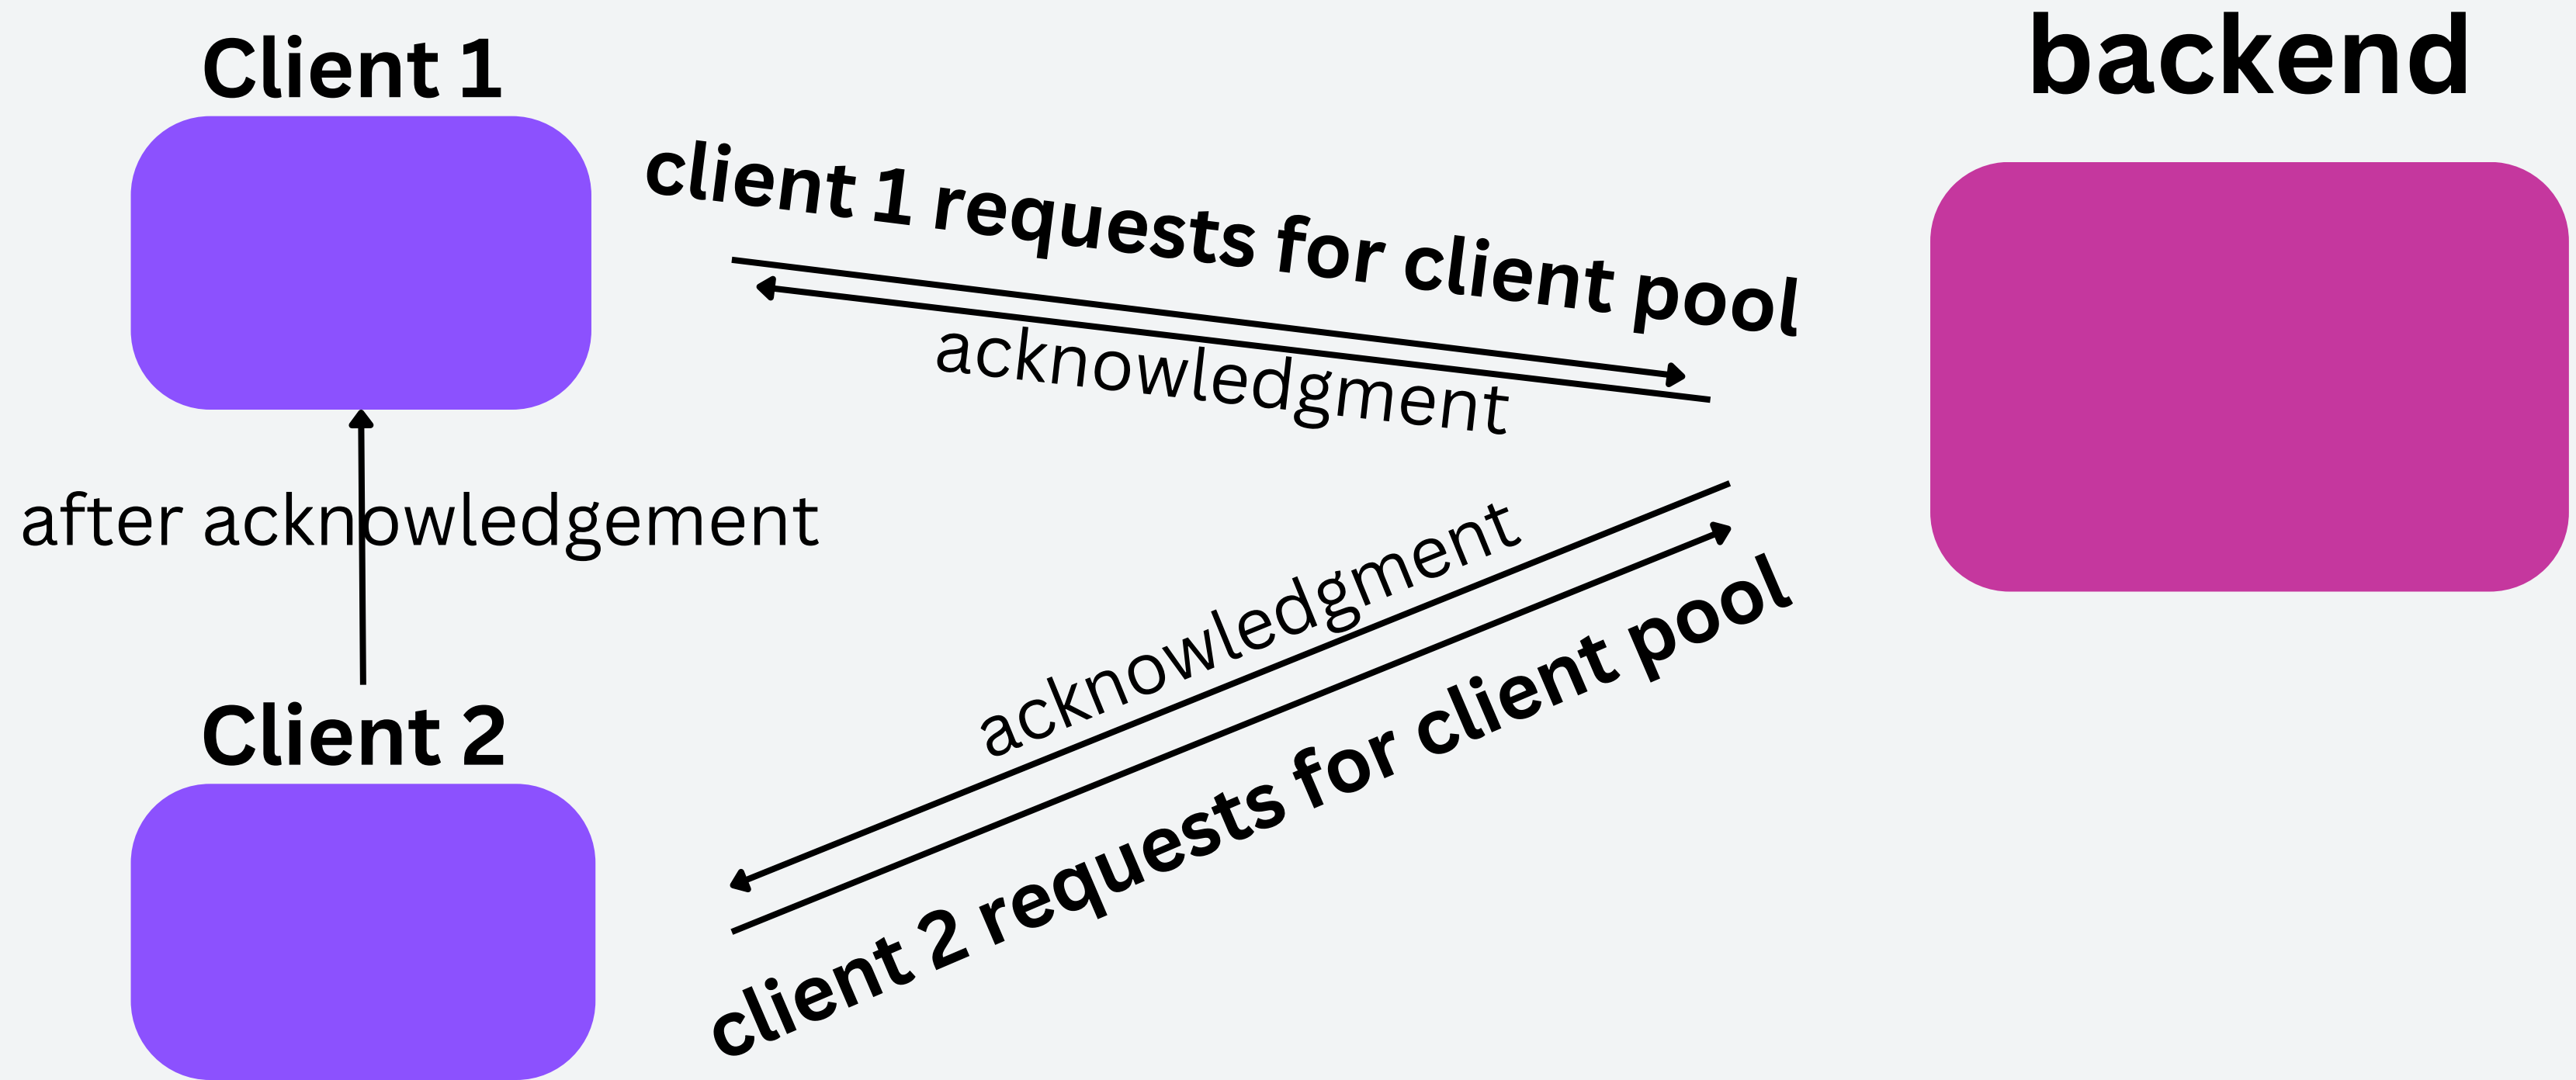 Client 1
backend
client 1 requests for client pool
acknowledgment
after acknowledgement
acknowledgment
client 2 requests for client pool
Client 2